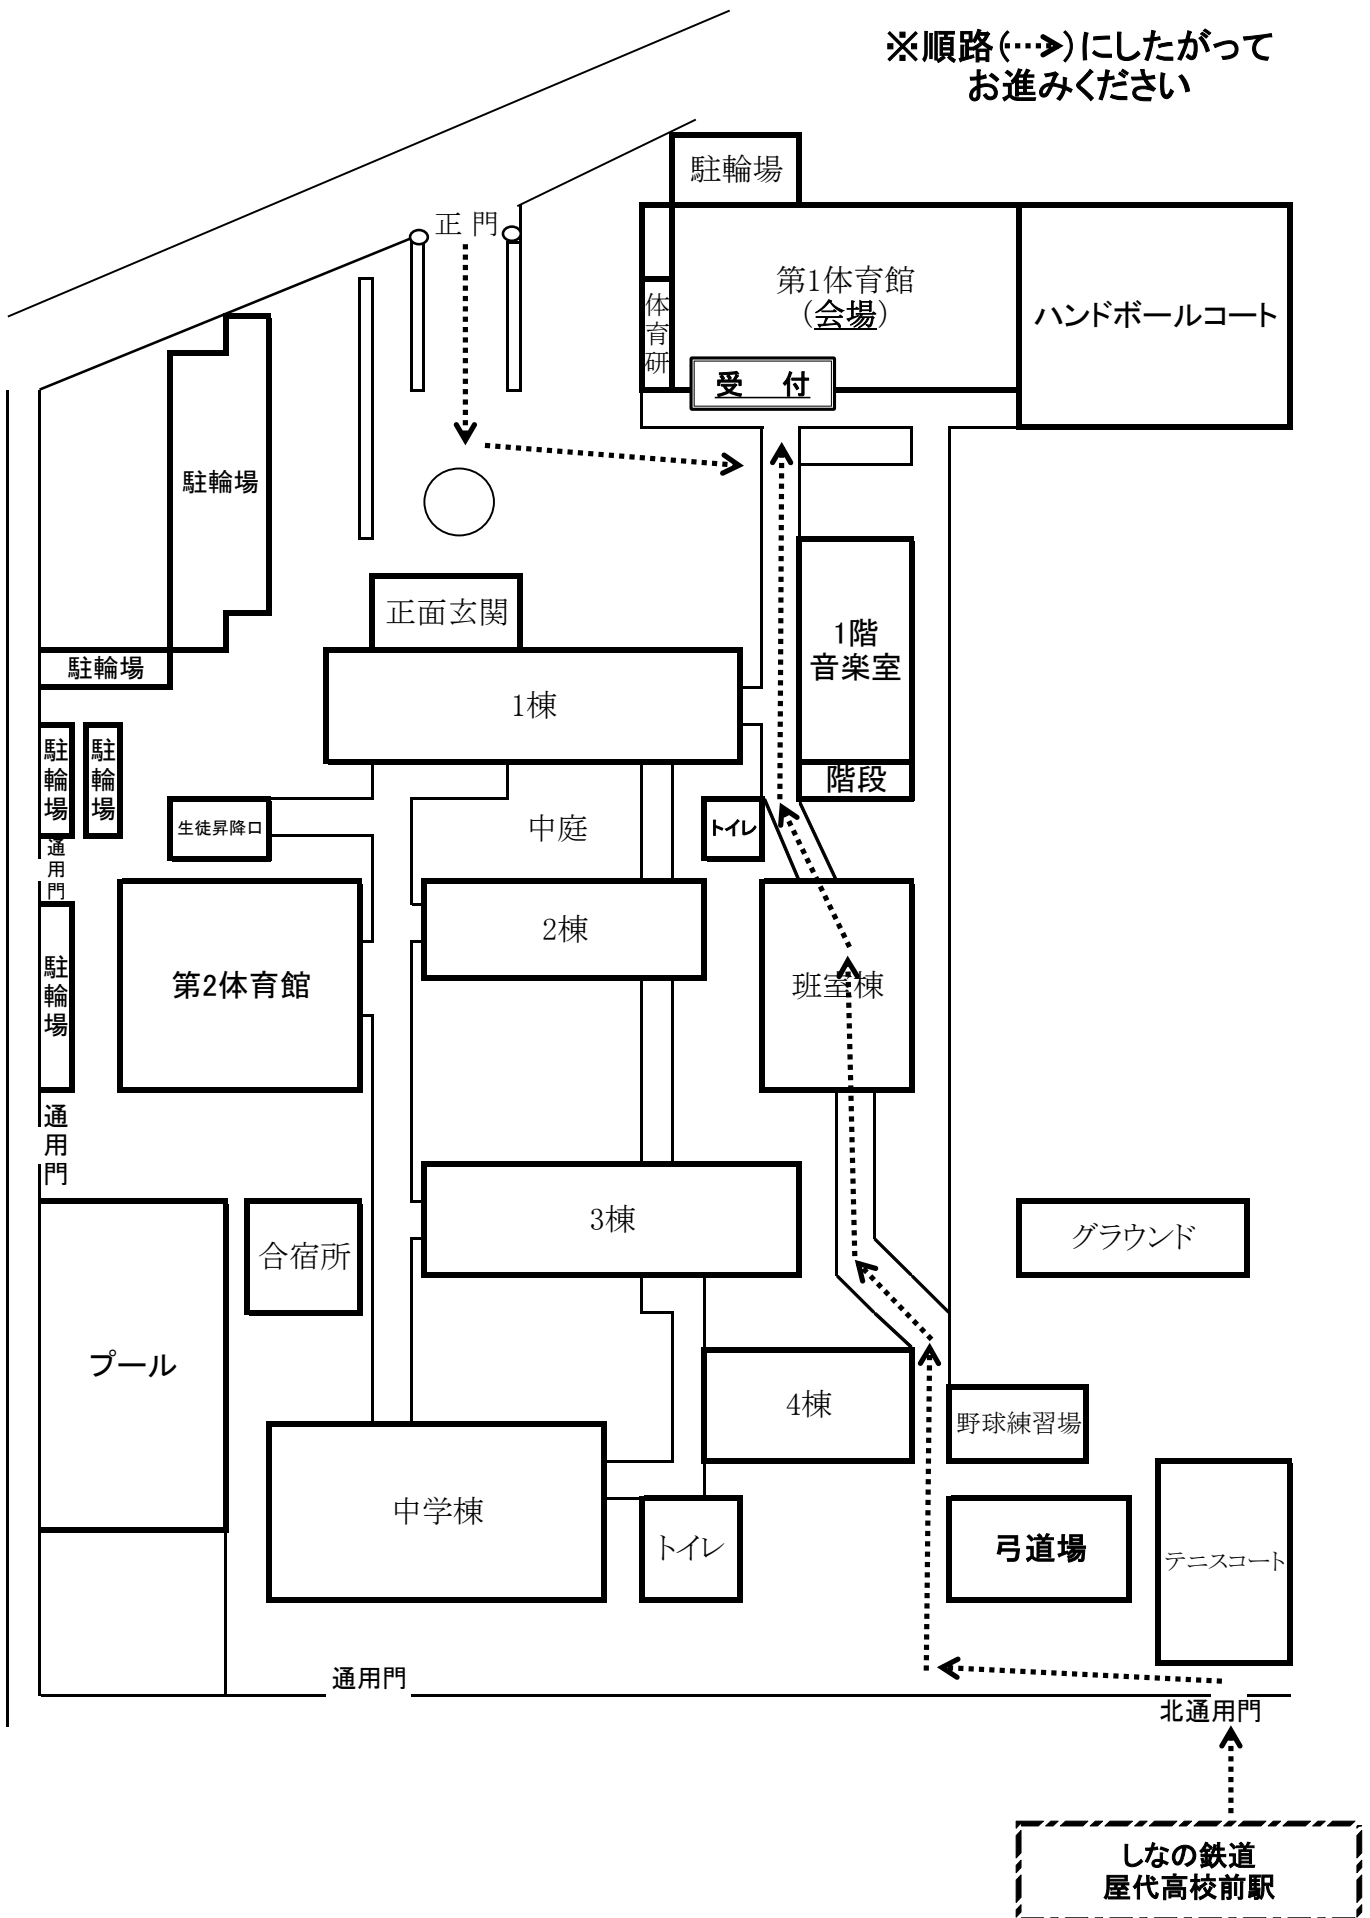 ※順路(┄┄>)にしたがって
お進みください
駐輪場
正 門
第1体育館
(会場)
体育研
ハンドボールコート
受　付
駐輪場
正面玄関
1階
音楽室
駐輪場
1棟
駐輪場
駐輪場
階段
生徒昇降口
中庭
トイレ
通用門
2棟
駐輪場
第2体育館
班室棟
通用門
3棟
合宿所
グラウンド
プール
4棟
野球練習場
中学棟
トイレ
弓道場
テニスコート
通用門
北通用門
しなの鉄道
屋代高校前駅